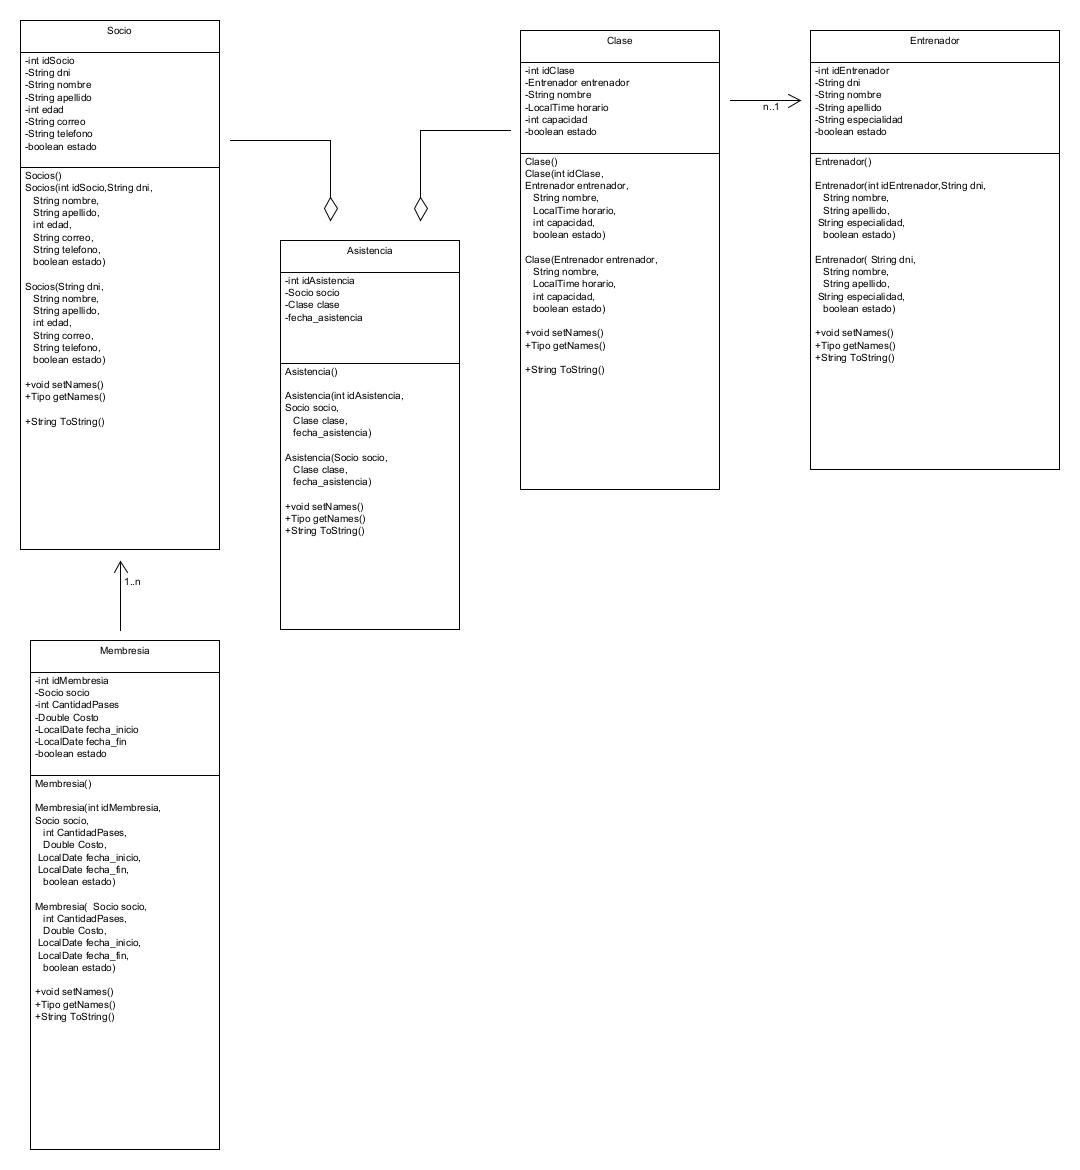 Socio
-int idSocio
-String dni
-String nombre
-String apellido
-int edad
-String correo
-String telefono
-boolean estado
Socios()
Socios(int idSocio,String dni,
String nombre,
String apellido,
int edad,
String correo,
String telefono,
boolean estado)
Socios(String dni,
String nombre,
String apellido,
int edad,
String correo,
String telefono,
boolean estado)
+void setNames()
+Tipo getNames()
+String ToString()
Asistencia
-int idAsistencia
-Socio socio
-Clase clase
-fecha_asistencia
Asistencia()
Asistencia(int idAsistencia,
Socio socio,
Clase clase,
fecha_asistencia)
Asistencia(Socio socio,
Clase clase,
fecha_asistencia)
+void setNames()
+Tipo getNames()
+String ToString()
Clase
-int idClase
-Entrenador entrenador
-String nombre
-LocalTime horario
-int capacidad
-boolean estado
Clase()
Clase(int idClase,
Entrenador entrenador,
String nombre,
LocalTime horario,
int capacidad,
boolean estado)
Clase(Entrenador entrenador,
String nombre,
LocalTime horario,
int capacidad,
boolean estado)
+void setNames()
+Tipo getNames()
+String ToString()
n..1
Entrenador
-int idEntrenador
-String dni
-String nombre
-String apellido
-String especialidad
-boolean estado
Entrenador()
Entrenador(int idEntrenador,String dni,
String nombre,
String apellido,
String especialidad,
boolean estado)
Entrenador( String dni,
String nombre,
String apellido,
String especialidad,
boolean estado)
+void setNames()
+Tipo getNames()
+String ToString()
1..n
Membresia
-int idMembresia
-Socio socio
-int CantidadPases
-Double Costo
-LocalDate fecha_inicio
-LocalDate fecha_fin
-boolean estado
Membresia()
Membresia(int idMembresia,
Socio socio,
int CantidadPases,
Double Costo,
LocalDate fecha_inicio,
LocalDate fecha_fin,
boolean estado)
Membresia(  Socio socio,
int CantidadPases,
Double Costo,
LocalDate fecha_inicio,
LocalDate fecha_fin,
boolean estado)
+void setNames()
+Tipo getNames()
+String ToString()